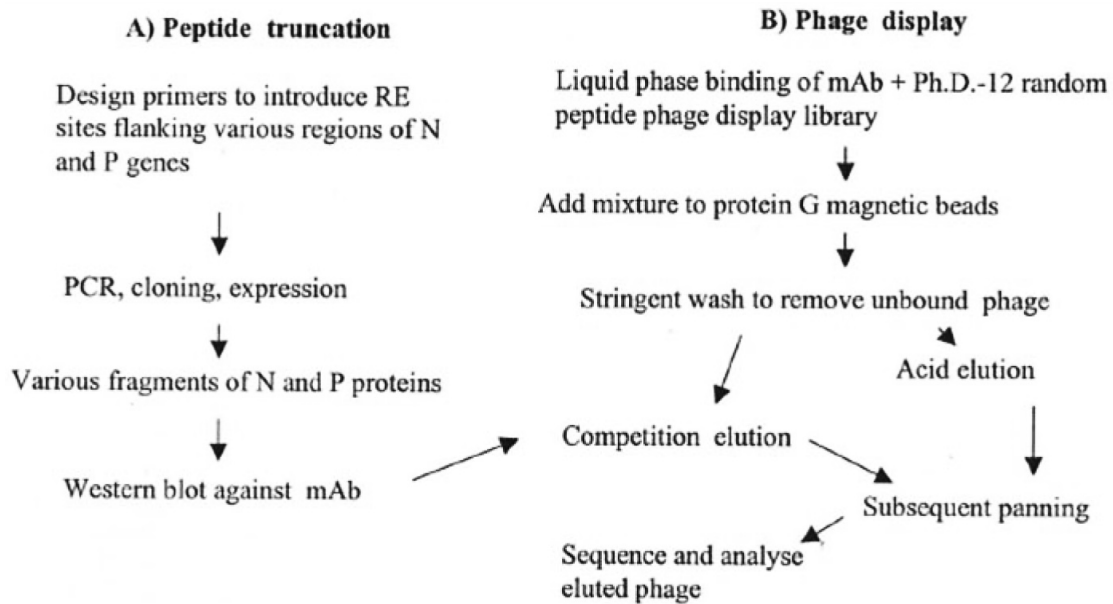 A) Peptide truncation
Design primers to introduce RE
sites flanking various regions of N
and P genes
PCR, cloning, expression
Various fragments of N and P proteins
Western blot against mAb
B) Phage display
Liquid phase binding of mAb + Ph.D.-12 random
peptide phage display library
Add mixture to protein G magnetic beads
Stringent wash to remove unbound phage
Acid elution
Competition elution
Subsequent panning
Sequence and analyse
eluted phage